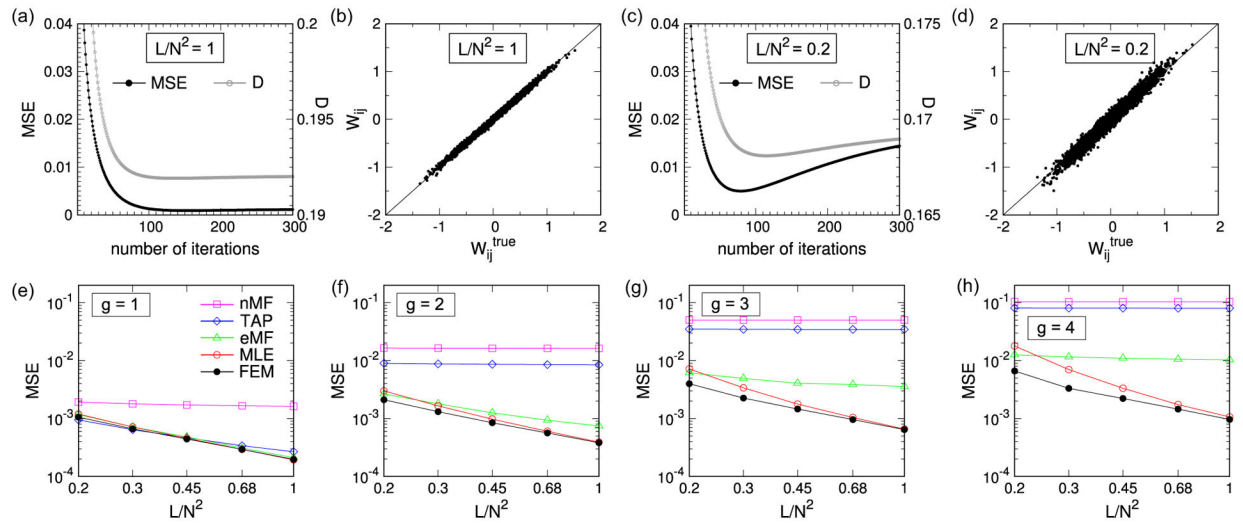 (a)
0.04
0.03
0.02
0.01
0
MSE
L/N² = 1
MSE
D
0.2
0.195
0.19
D
100
200
300
number of iterations
(b)
2
1
0
-1
-2
W_ij
L/N² = 1
-2
-1
0
1
2
W_ij^true
(c)
0.04
0.03
0.02
0.01
0
MSE
L/N² = 0.2
MSE
D
0.175
0.17
0.165
D
100
200
300
number of iterations
(d)
2
1
0
-1
-2
W_ij
L/N² = 0.2
-2
-1
0
1
2
W_ij^true
(e)
10⁻¹
10⁻²
10⁻³
10⁻⁴
MSE
g = 1
nMF
TAP
eMF
MLE
FEM
0.2
0.3
0.45
0.68
1
L/N²
(f)
10⁻¹
10⁻²
10⁻³
10⁻⁴
MSE
g = 2
0.2
0.3
0.45
0.68
1
L/N²
(g)
10⁻¹
10⁻²
10⁻³
10⁻⁴
MSE
g = 3
0.2
0.3
0.45
0.68
1
L/N²
(h)
10⁻¹
10⁻²
10⁻³
10⁻⁴
MSE
g = 4
0.2
0.3
0.45
0.68
1
L/N²